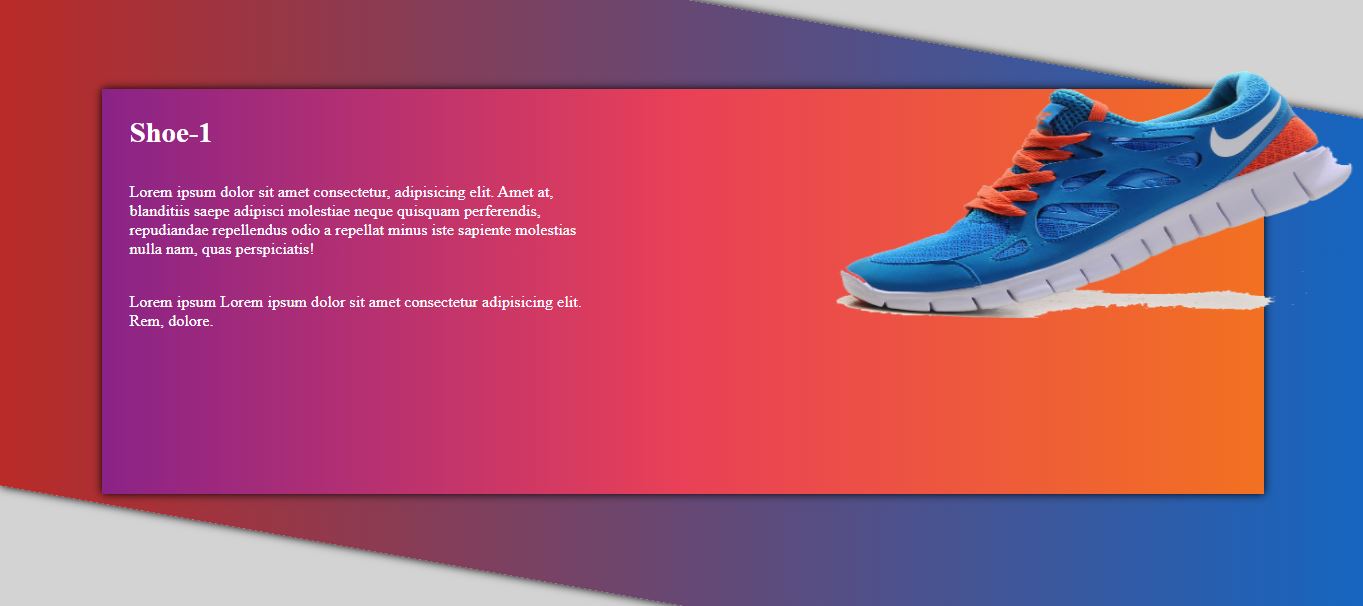 Shoe-1
Lorem ipsum dolor sit amet consectetur, adipisicing elit. Amet at,
blanditiis saepe adipisci molestiae neque quisquam perferendis,
repudiandae repellendus odio a repellat minus iste sapiente molestias
nulla nam, quas perspiciatis!
Lorem ipsum Lorem ipsum dolor sit amet consectetur adipisicing elit.
Rem, dolore.